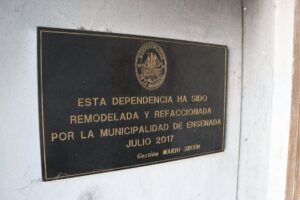 ESTA DEPENDENCIA HA SIDO
REMODELADA Y REFACCIONADA
POR LA MUNICIPALIDAD DE ENSENADA
JULIO 2017
Gestión MARIO SECCO